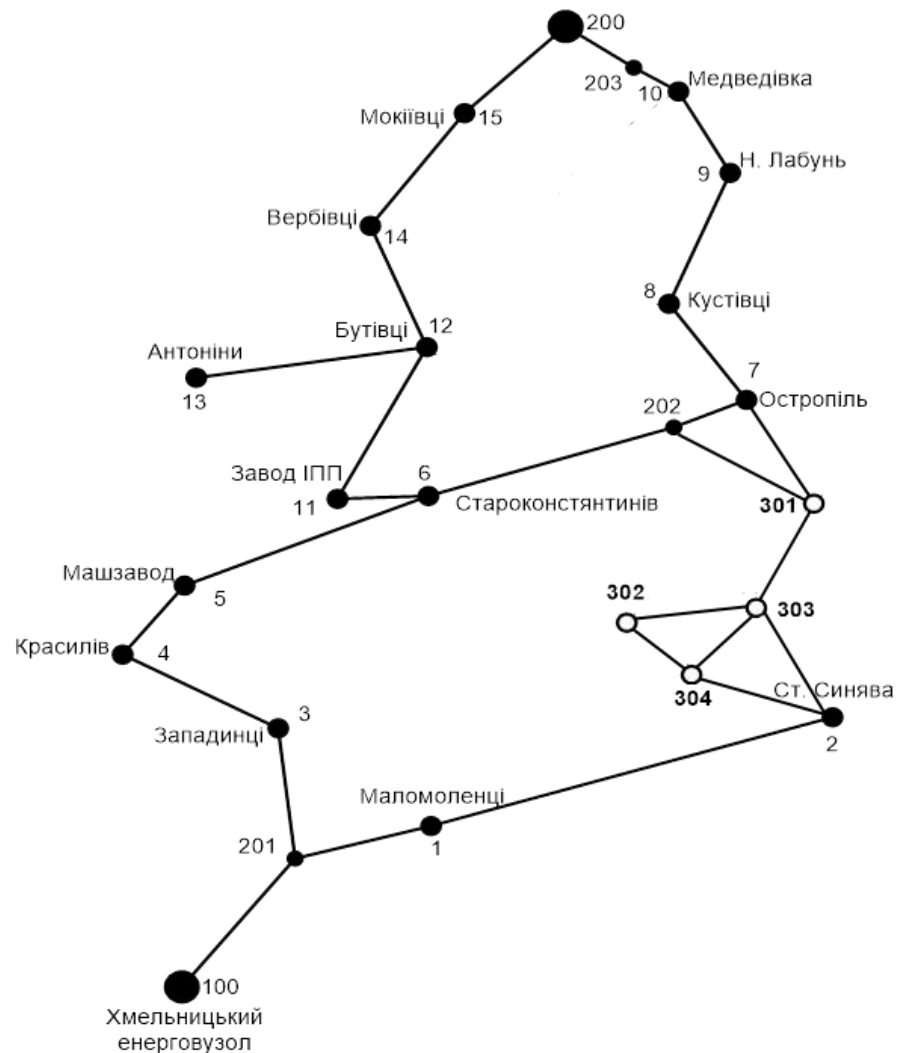 200
203
10
Медведівка
Мокіївці
15
Н. Лабунь
9
Вербівці
14
8
Кустівці
Бутівці
12
Антоніни
13
7
Остропіль
202
Завод ІПП
11
6
Староконстянтинів
301
Машзавод
5
302
303
Красилів
4
304
Ст. Синява
2
3
Западинці
Маломоленці
1
201
100
Хмельницький
енерговузол